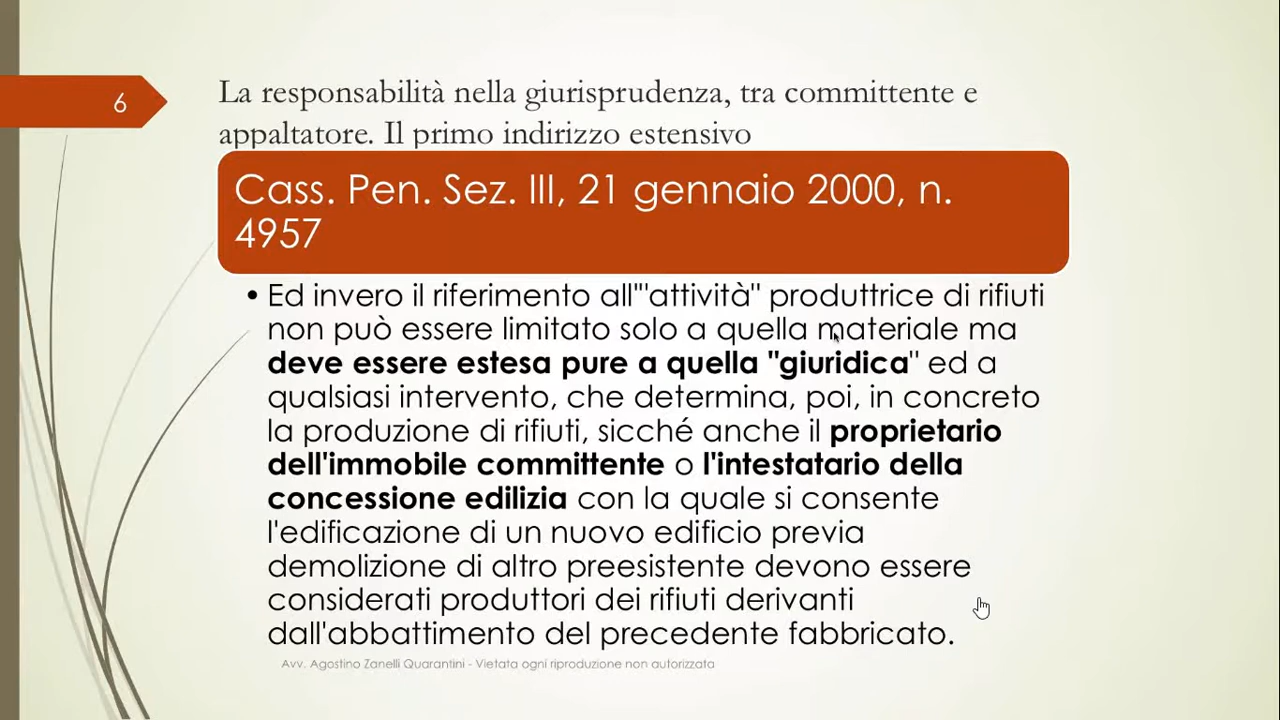 6
La responsabilità nella giurisprudenza, tra committente e
appaltatore. Il primo indirizzo estensivo
Cass. Pen. Sez. III, 21 gennaio 2000, n.
4957
• Ed invero il riferimento all'"attività" produttrice di rifiuti
non può essere limitato solo a quella materiale ma
deve essere estesa pure a quella "giuridica" ed a
qualsiasi intervento, che determina, poi, in concreto
la produzione di rifiuti, sicché anche il proprietario
dell'immobile committente o l'intestatario della
concessione edilizia con la quale si consente
l'edificazione di un nuovo edificio previa
demolizione di altro preesistente devono essere
considerati produttori dei rifiuti derivanti
dall'abbattimento del precedente fabbricato.
Avv. Agostino Zanelli Quarantini - Vietata ogni riproduzione non autorizzata